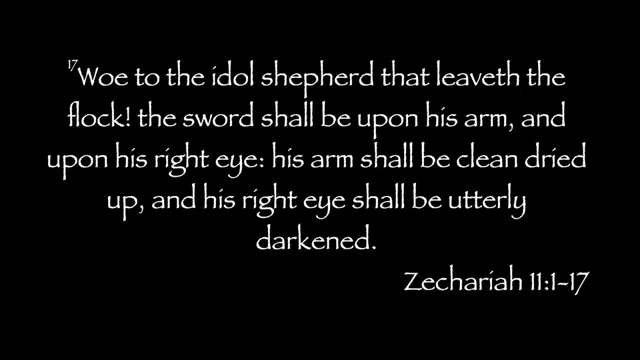 17Woe to the idol shepherd that leaveth the
flock! the sword shall be upon his arm, and
upon his right eye: his arm shall be clean dried
up, and his right eye shall be utterly
darkened.
Zechariah 11:1-17